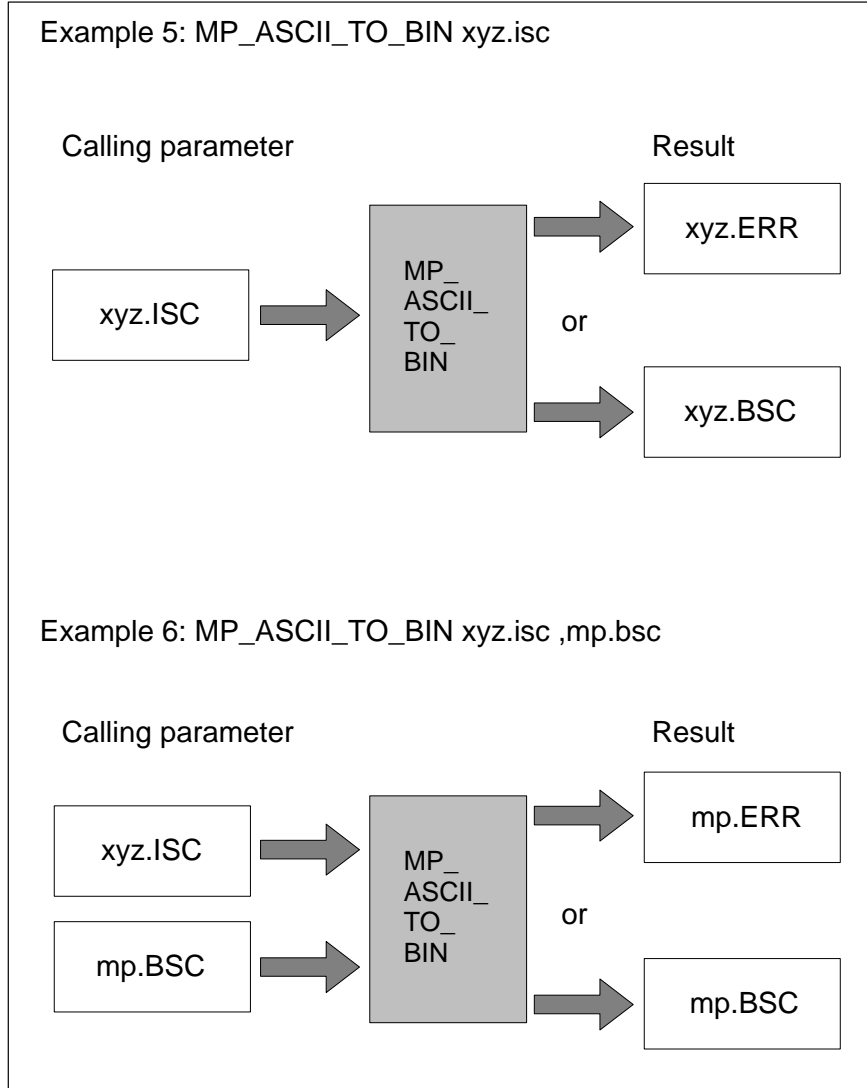 Example 5: MP_ASCII_TO_BIN xyz.isc
Calling parameter
Result
xyz.ISC
MP_
ASCII_
TO_
BIN
xyz.ERR
or
xyz.BSC
Example 6: MP_ASCII_TO_BIN xyz.isc ,mp.bsc
Calling parameter
Result
xyz.ISC
mp.BSC
MP_
ASCII_
TO_
BIN
mp.ERR
or
mp.BSC